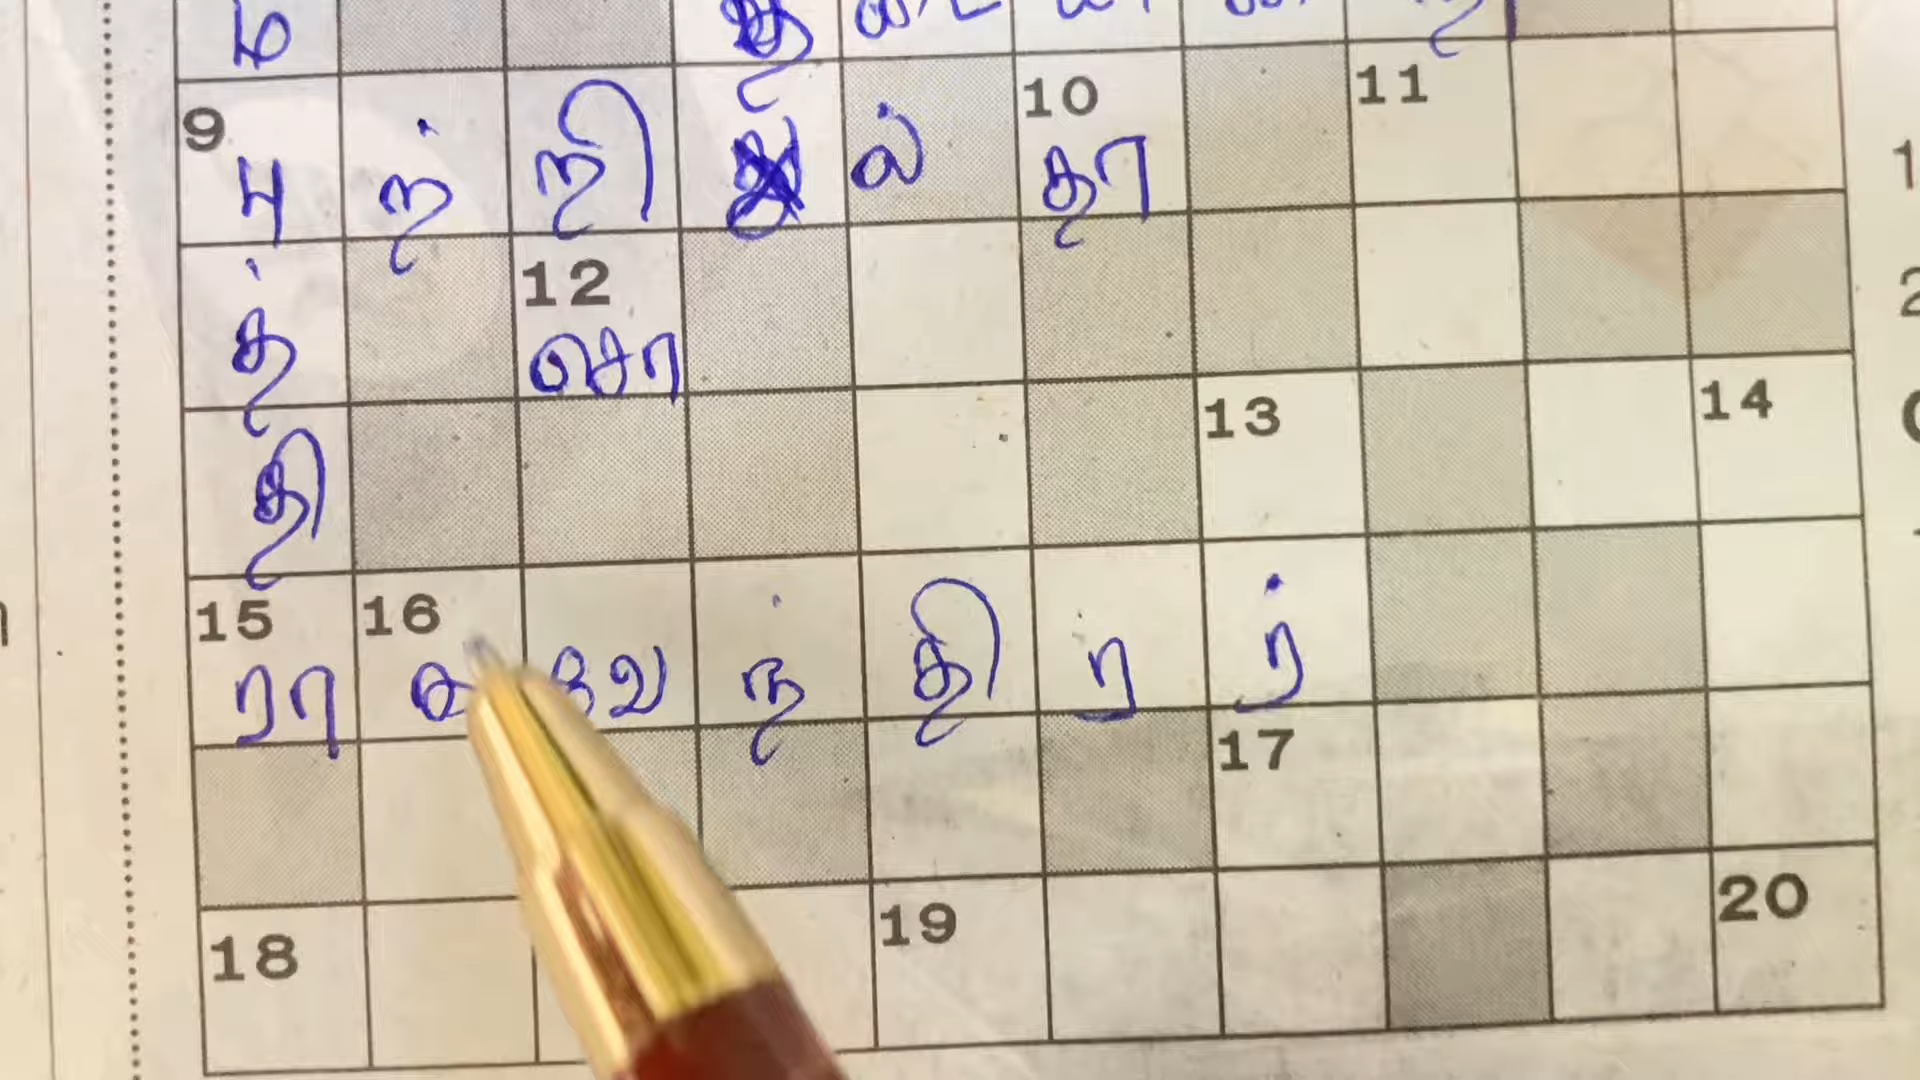 ம்
9 10 11
பு ற் றி ல் தா
12
த் சொ
13 14
தி
15 16
ரா க வே ந் தி ர ர்
17
18 19 20